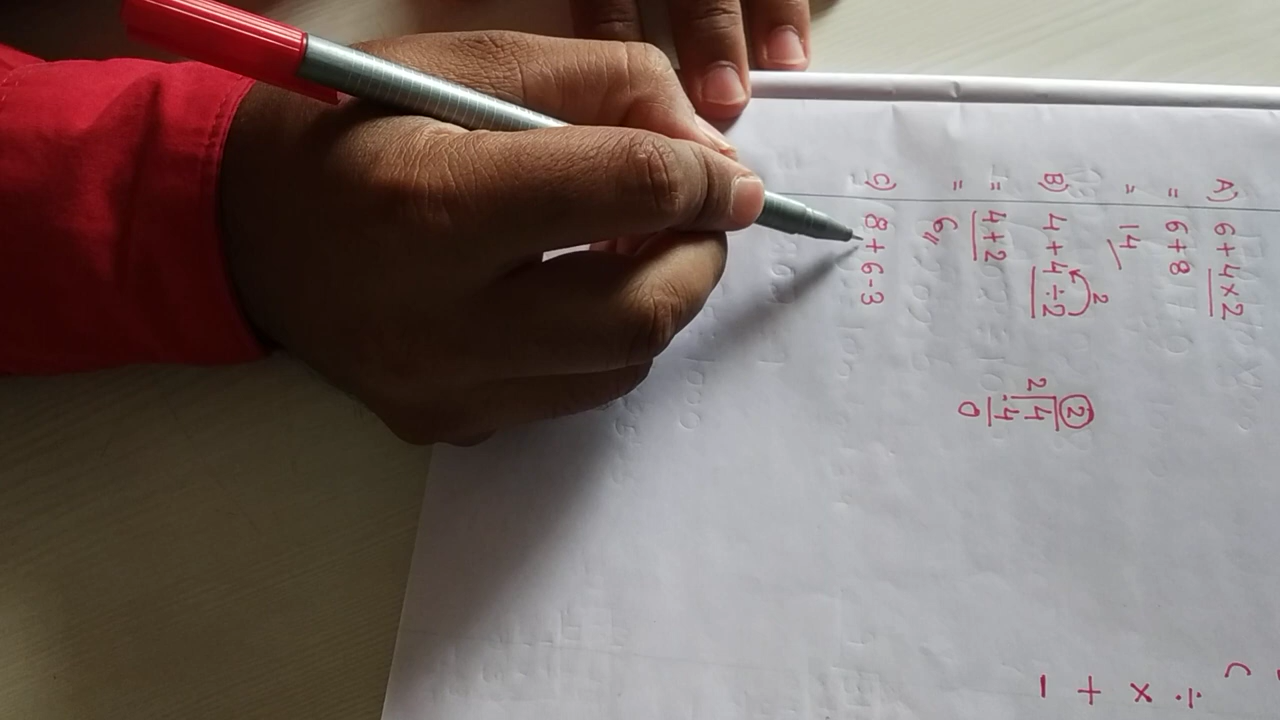 A) 6 + 4 × 2
= 6 + 8
= 14
B) 4 + 4 ÷ 2
2
= 4 + 2
= 6
2
2 4
-4
0
C) 8 + 6 - 3
÷
×
+
-